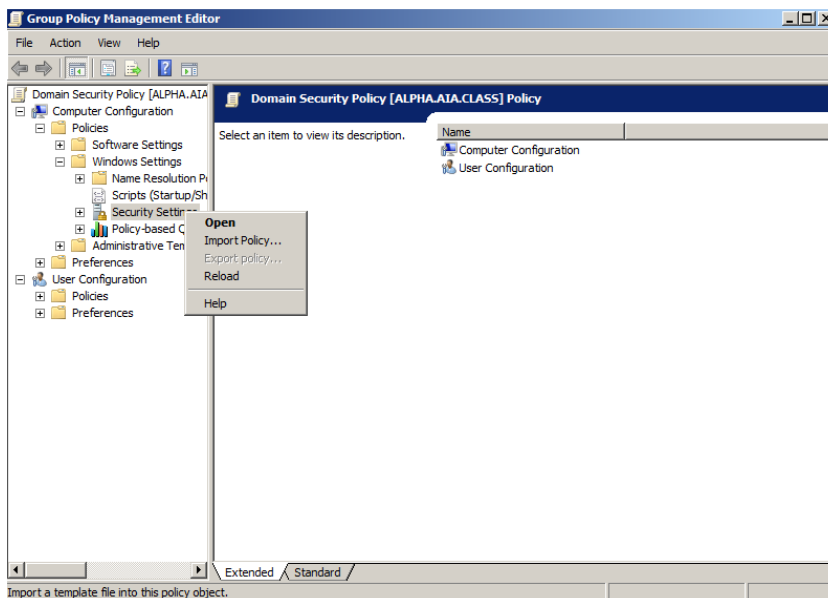 Group Policy Management Editor
File Action View Help
Domain Security Policy [ALPHA.AIA
Computer Configuration
Policies
Software Settings
Windows Settings
Name Resolution P
Scripts (Startup/Sh
Security Settings
Policy-based Q
Administrative Tem
Preferences
User Configuration
Policies
Preferences
Open
Import Policy...
Export policy...
Reload
Help
Domain Security Policy [ALPHA.AIA.CLASS] Policy
Select an item to view its description.
Name
Computer Configuration
User Configuration
Extended Standard
Import a template file into this policy object.